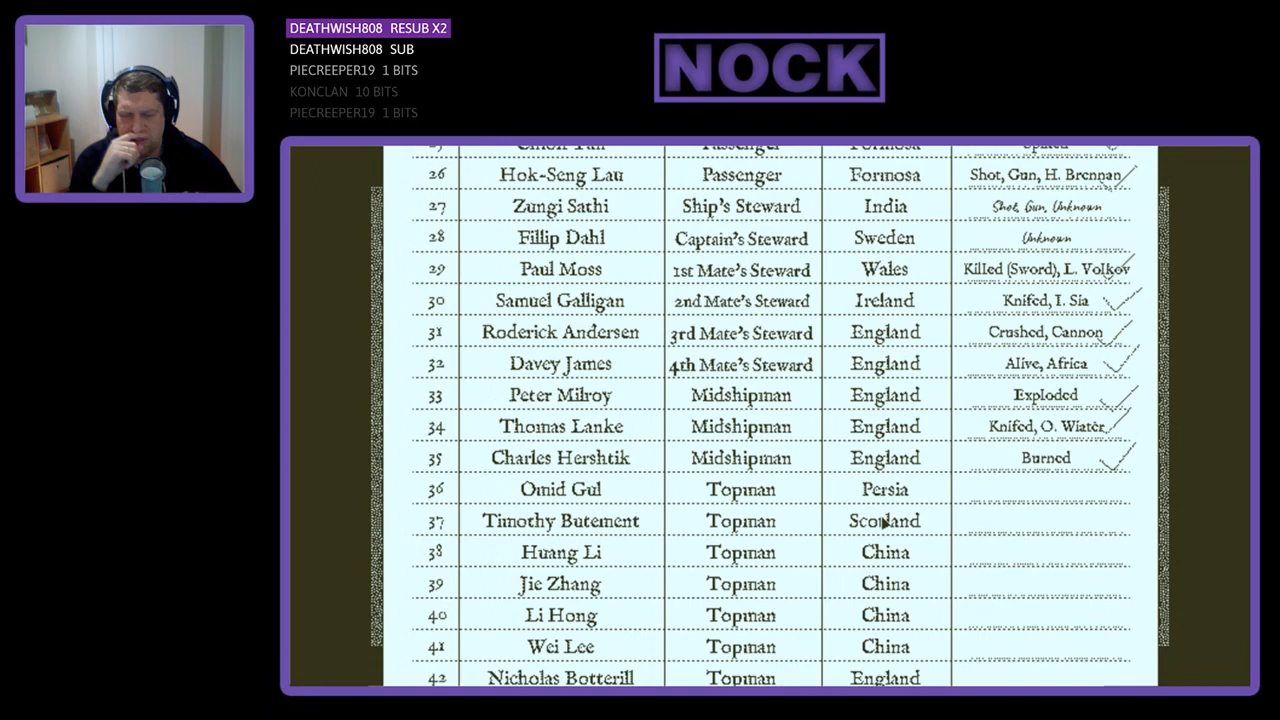 DEATHWISH808 RESUB X2
DEATHWISH808 SUB
PIECREEPER19 1 BITS
KONCLAN 10 BITS
PIECREEPER19 1 BITS
NOCK
Passenger Formosa
26 Hok-Seng Lau Passenger Formosa Shot, Gun, H. Brennan
27 Zungi Sathi Ship's Steward India Shot, Gun, Unknown
28 Fillip Dahl Captain's Steward Sweden Unknown
29 Paul Moss 1st Mate's Steward Wales Killed (Sword), L. Volkov
30 Samuel Galligan 2nd Mate's Steward Ireland Knifed, I. Sia
31 Roderick Andersen 3rd Mate's Steward England Crushed, Cannon
32 Davey James 4th Mate's Steward England Alive, Africa
33 Peter Milroy Midshipman England Exploded
34 Thomas Lanke Midshipman England Knifed, O. Wiater
35 Charles Hershtik Midshipman England Burned
36 Omid Gul Topman Persia
37 Timothy Butement Topman Scotland
38 Huang Li Topman China
39 Jie Zhang Topman China
40 Li Hong Topman China
41 Wei Lee Topman China
42 Nicholas Botterill Topman England